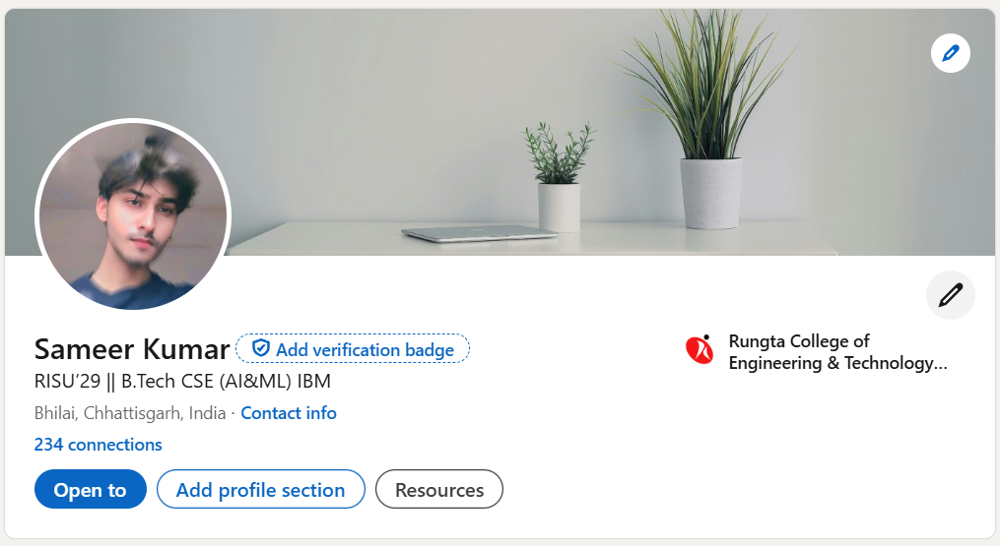 Sameer Kumar Add verification badge
RISU’29 || B.Tech CSE (AI&ML) IBM
Bhilai, Chhattisgarh, India · Contact info
234 connections
Open to Add profile section Resources
Rungta College of
Engineering & Technology...